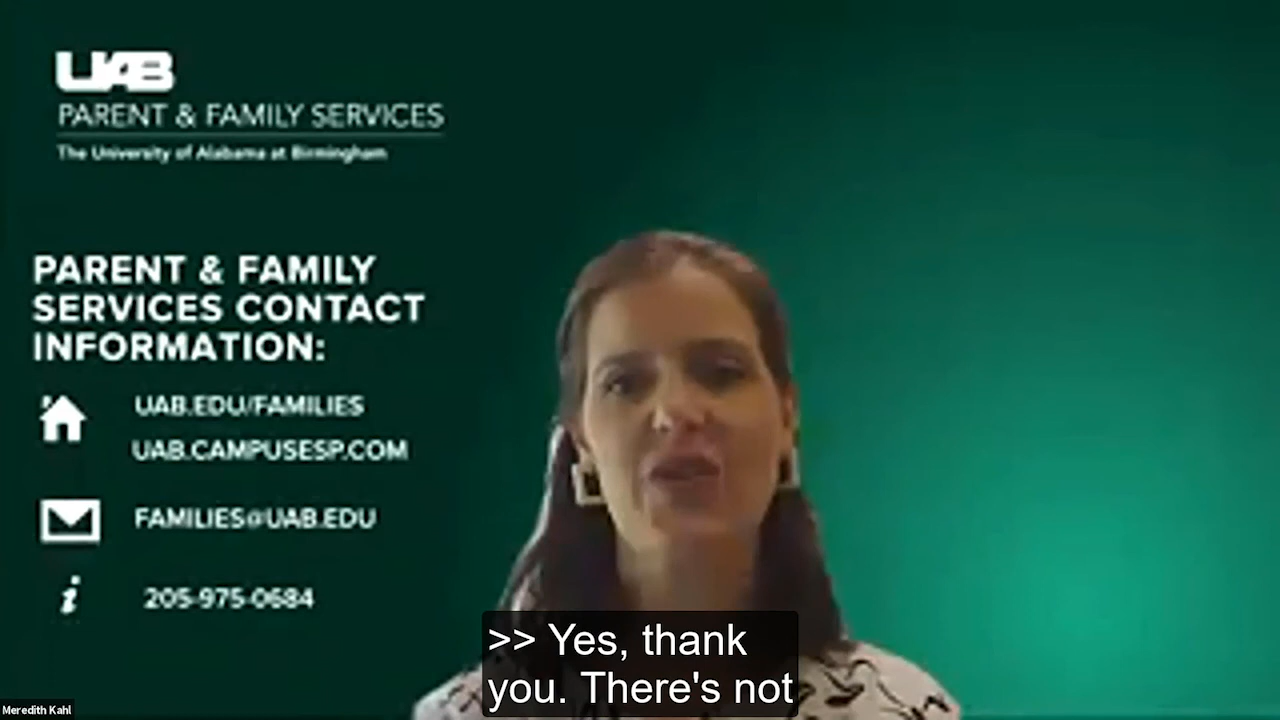 UAB
PARENT & FAMILY SERVICES
The University of Alabama at Birmingham
PARENT & FAMILY
SERVICES CONTACT
INFORMATION:
UAB.EDU/FAMILIES
UAB.CAMPUSESP.COM
FAMILIES@UAB.EDU
i 205-975-0684
>> Yes, thank
you. There's not
Meredith Kahl